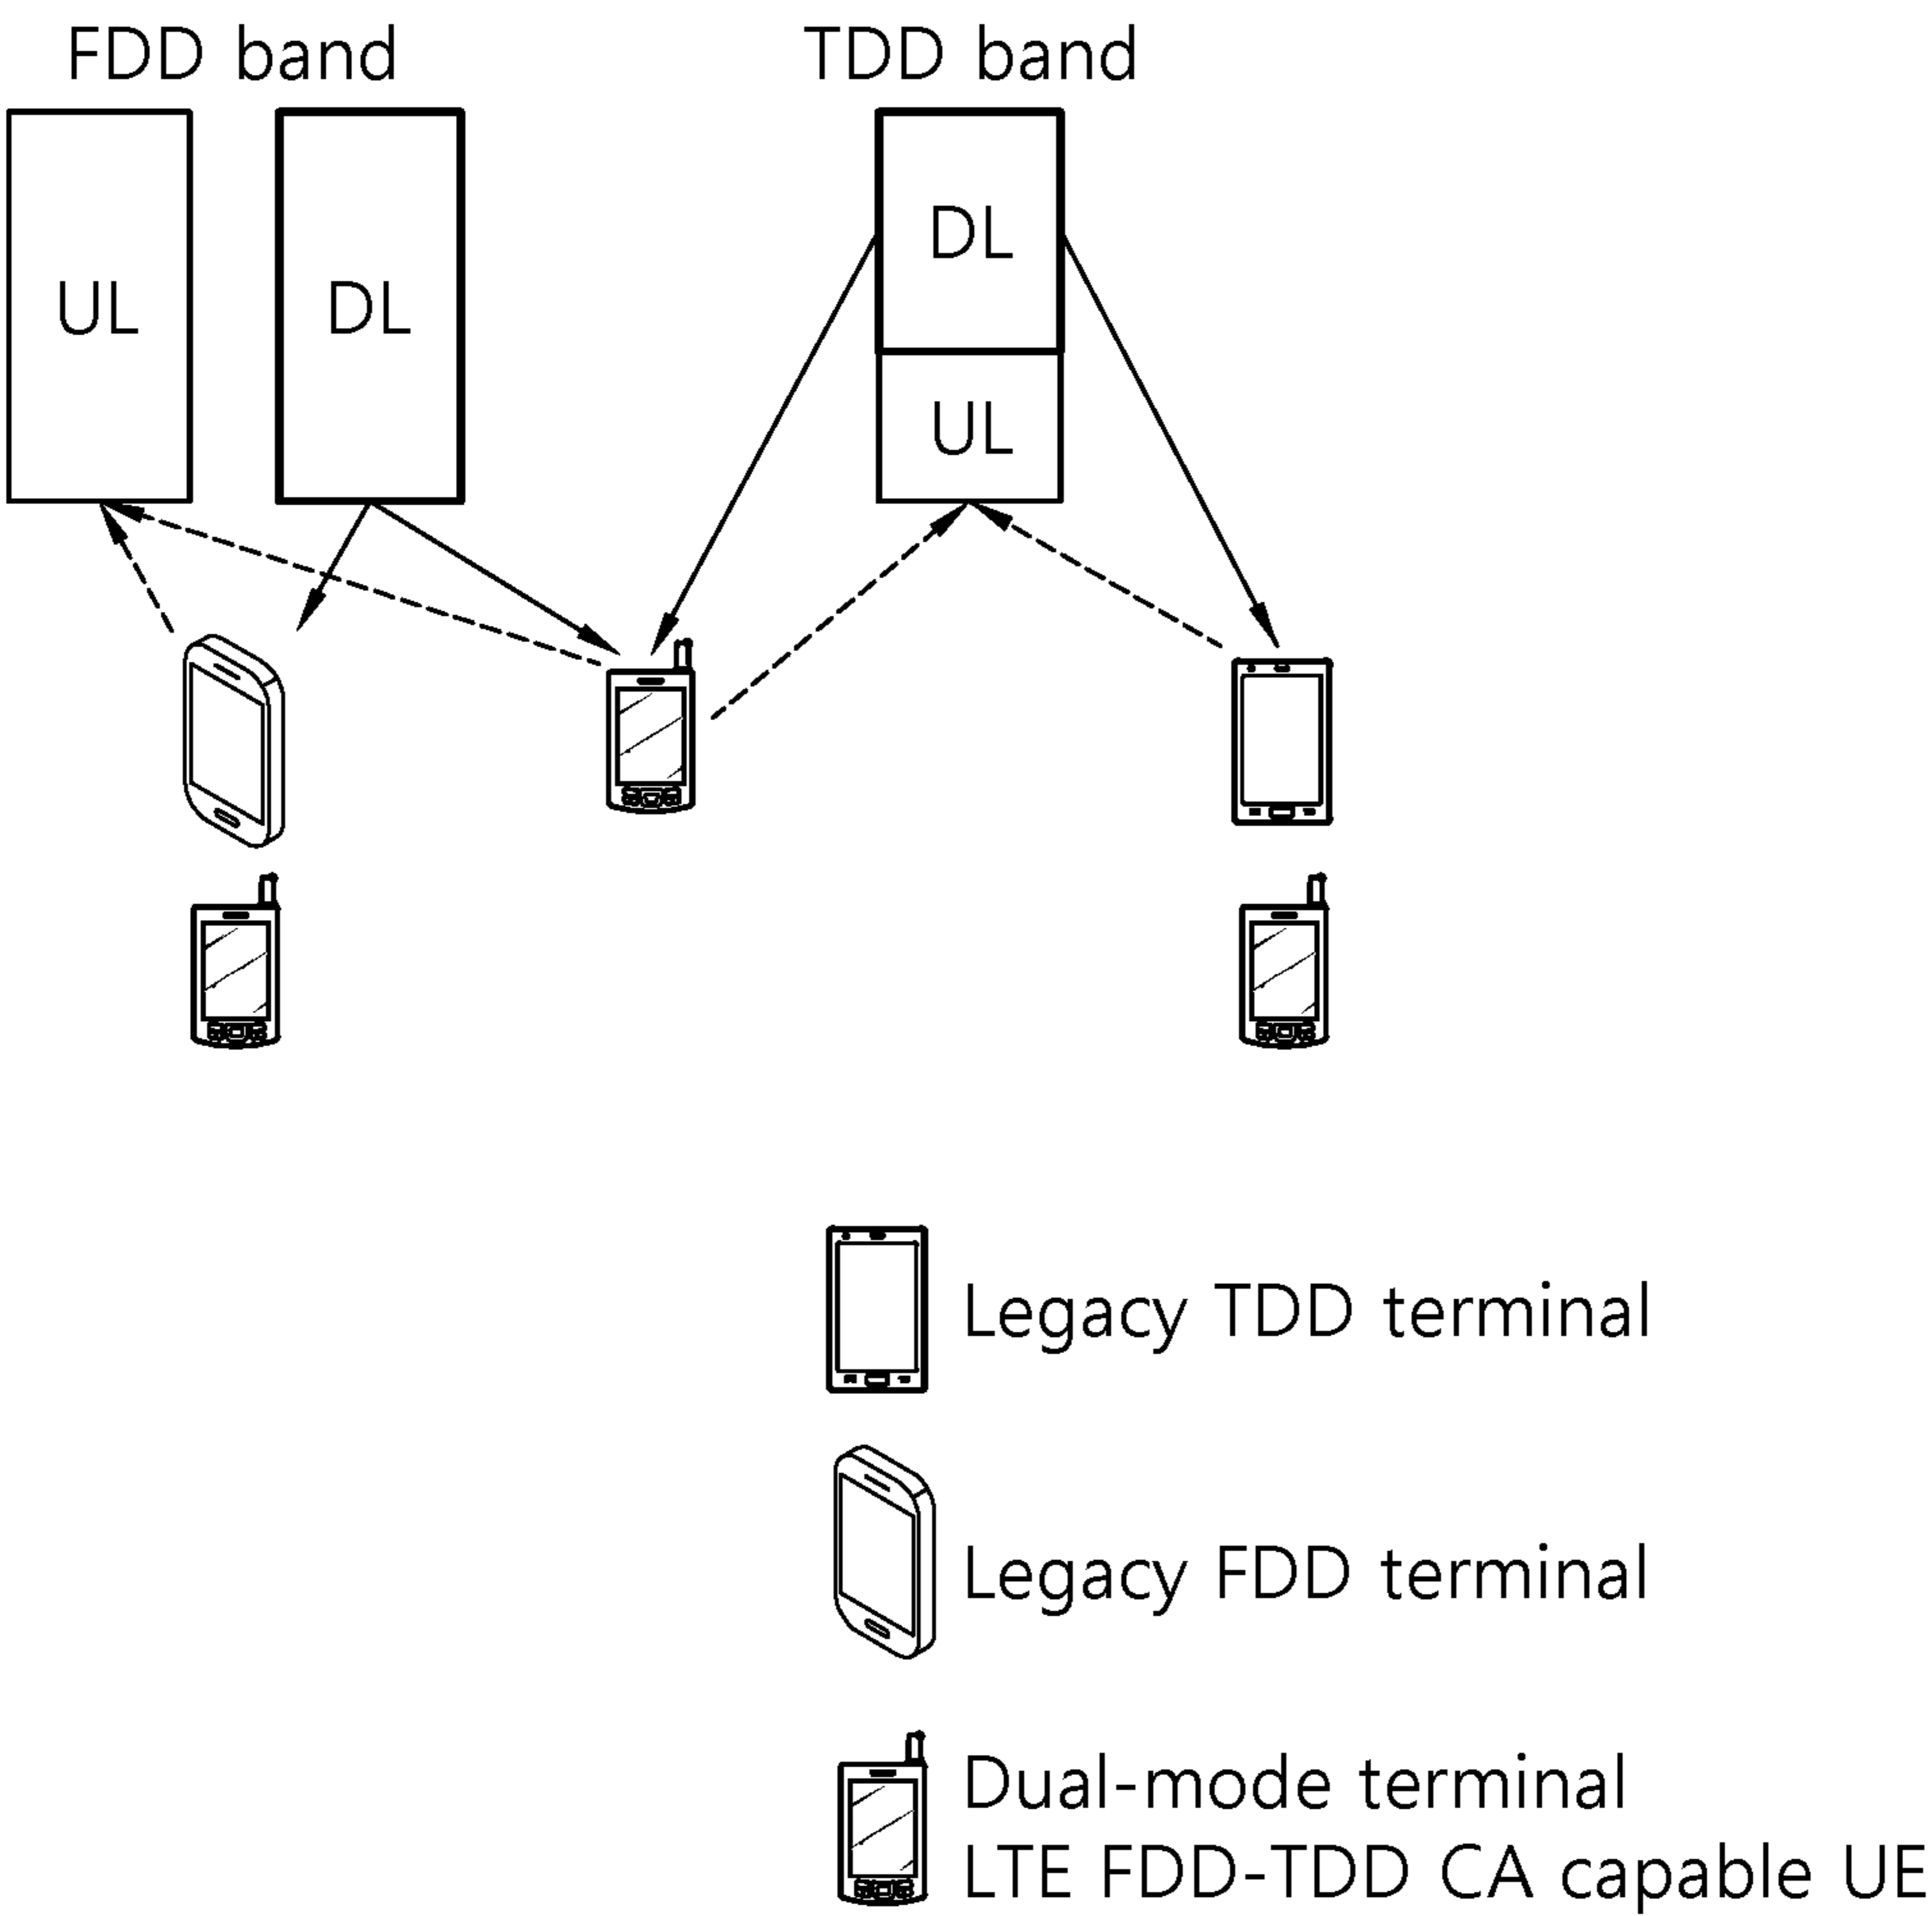 FDD band
TDD band
UL
DL
DL
UL
Legacy TDD terminal
Legacy FDD terminal
Dual-mode terminal
LTE FDD-TDD CA capable UE